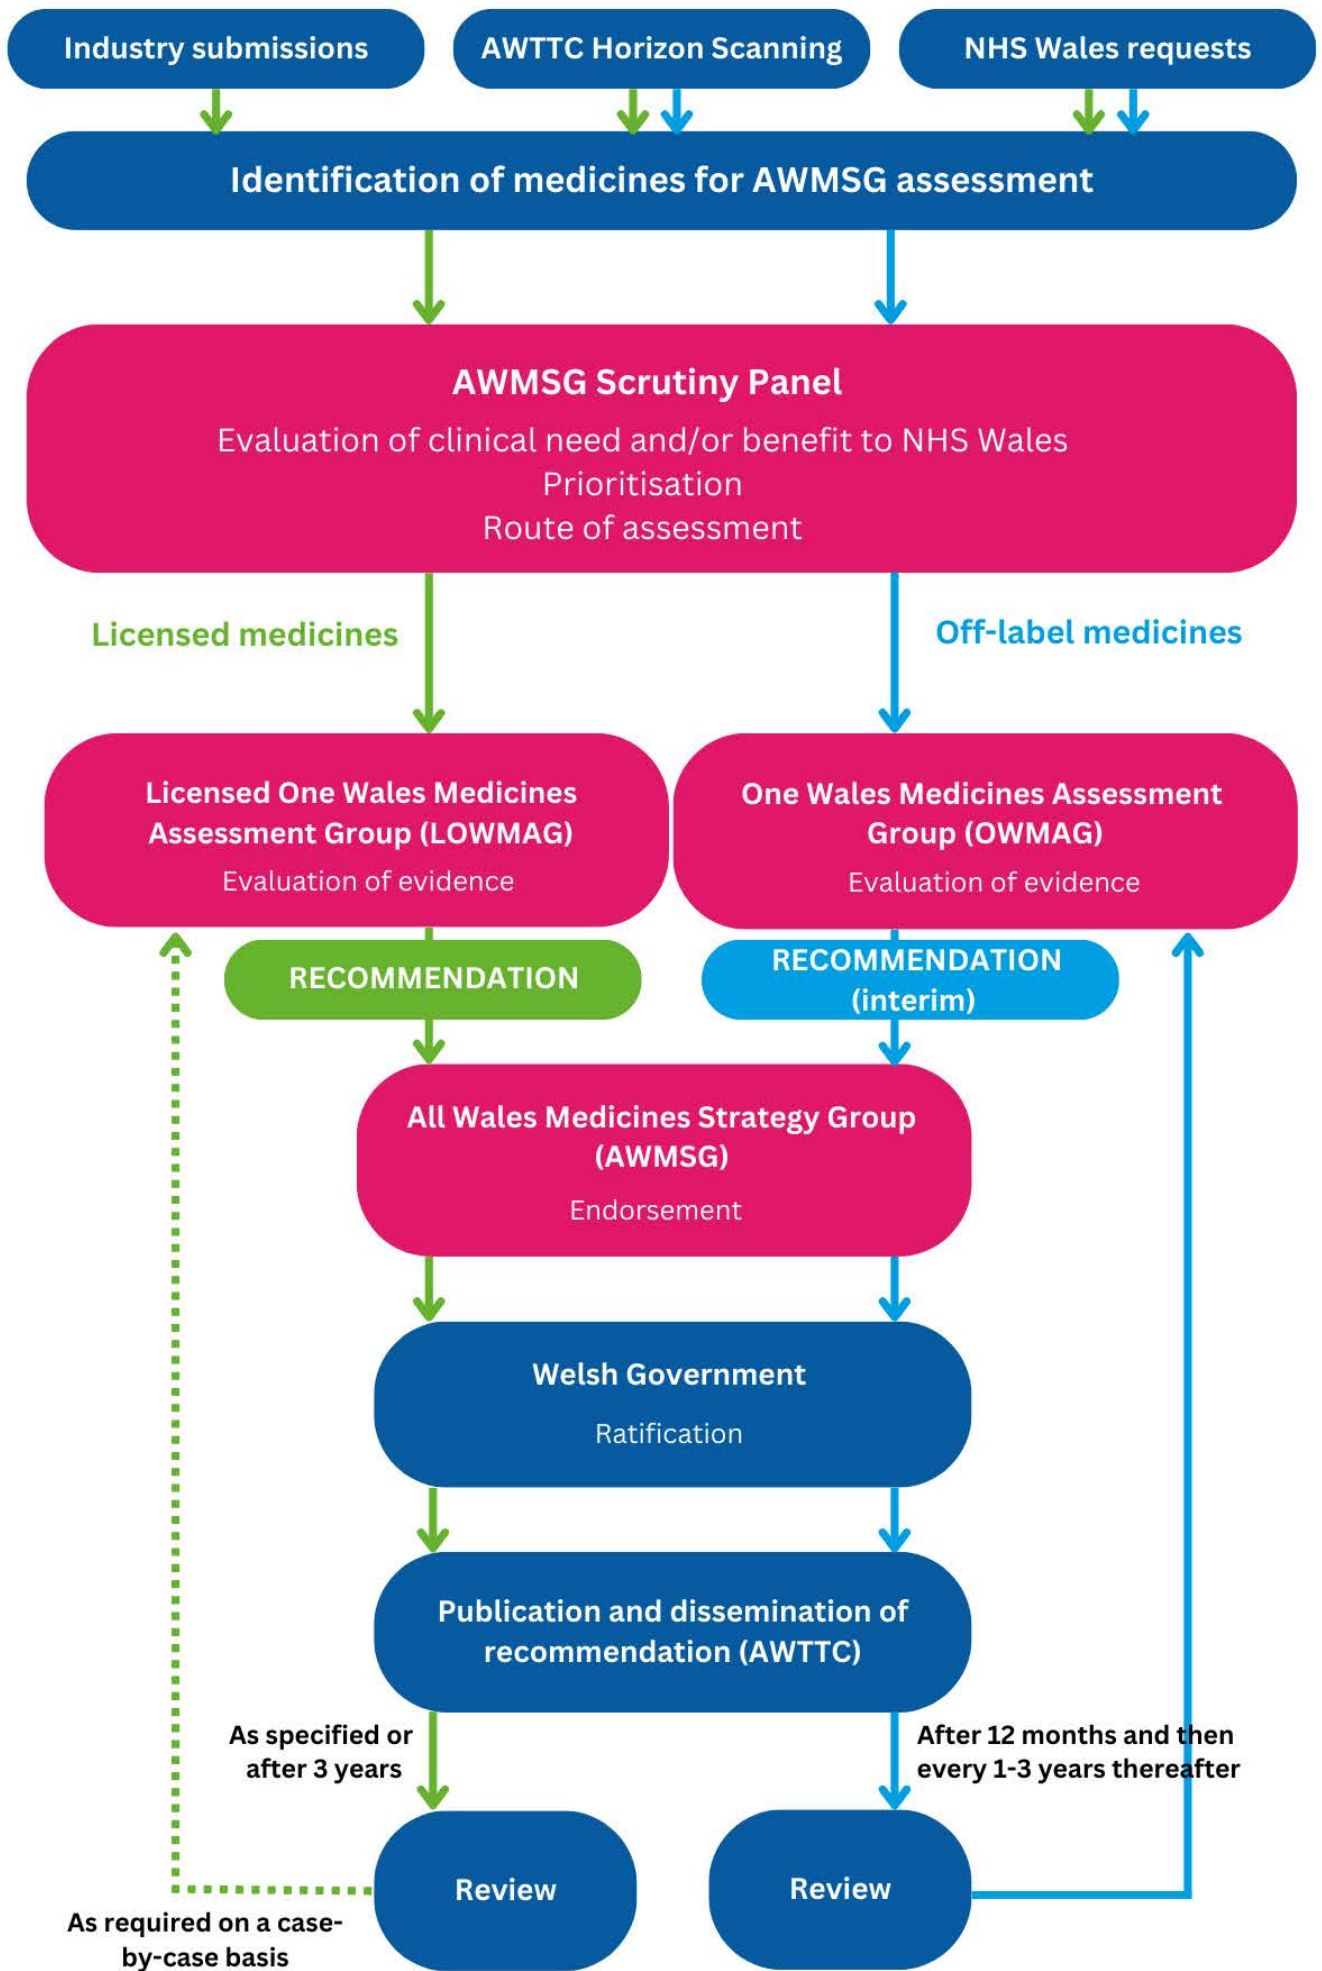 Industry submissions
AWTTC Horizon Scanning
NHS Wales requests
Identification of medicines for AWMSG assessment
AWMSG Scrutiny Panel
Evaluation of clinical need and/or benefit to NHS Wales
Prioritisation
Route of assessment
Licensed medicines
Off-label medicines
Licensed One Wales Medicines
Assessment Group (LOWMAG)
Evaluation of evidence
One Wales Medicines Assessment
Group (OWMAG)
Evaluation of evidence
RECOMMENDATION
RECOMMENDATION
(interim)
All Wales Medicines Strategy Group
(AWMSG)
Endorsement
Welsh Government
Ratification
Publication and dissemination of
recommendation (AWTTC)
As specified or
after 3 years
After 12 months and then
every 1-3 years thereafter
Review
Review
As required on a case-
by-case basis